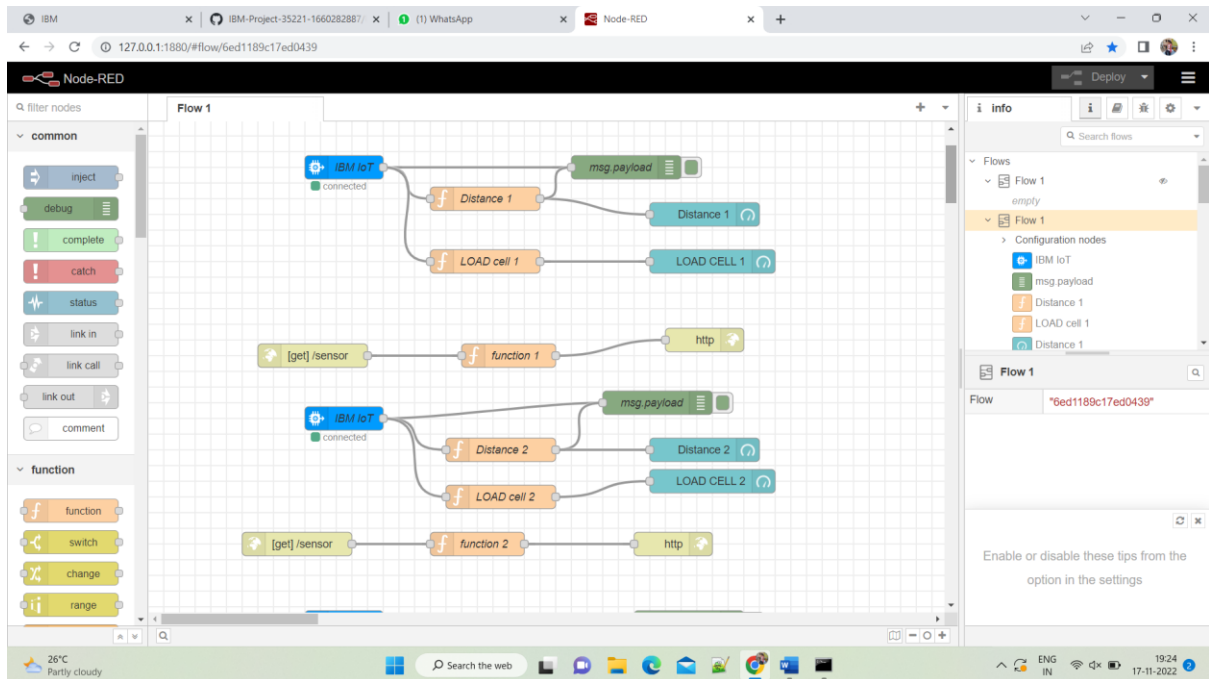 IBM
IBM-Project-35221-1660282887/
(1) WhatsApp
Node-RED
127.0.0.1:1880/#flow/6ed1189c17ed0439
Node-RED
Deploy
filter nodes
common
inject
debug
complete
catch
status
link in
link call
link out
comment
function
function
switch
change
range
Flow 1
IBM IoT
connected
msg.payload
Distance 1
Distance 1
LOAD cell 1
LOAD CELL 1
[get] /sensor
function 1
http
IBM IoT
connected
msg.payload
Distance 2
Distance 2
LOAD cell 2
LOAD CELL 2
[get] /sensor
function 2
http
i info
Search flows
Flows
Flow 1
empty
Flow 1
Configuration nodes
IBM IoT
msg.payload
Distance 1
LOAD cell 1
Distance 1
Flow 1
Flow "6ed1189c17ed0439"
Enable or disable these tips from the
option in the settings
26°C
Partly cloudy
Search the web
ENG
IN
19:24
17-11-2022
2